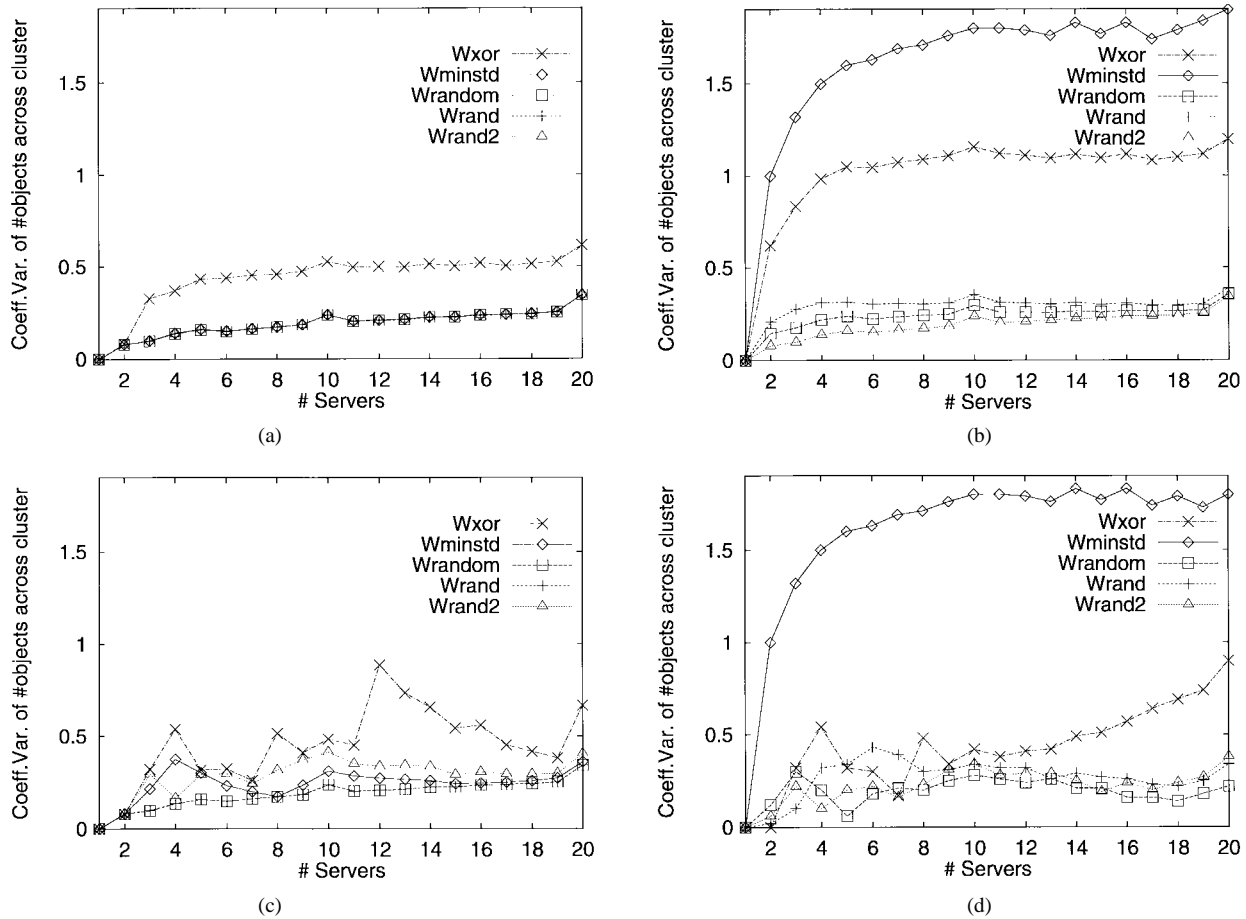 Coeff.Var. of #objects across cluster
1.5
1
0.5
0
Wxor
Wminstd
Wrandom
Wrand
Wrand2
2 4 6 8 10 12 14 16 18 20
# Servers
(a)
Coeff.Var. of #objects across cluster
1.5
1
0.5
0
Wxor
Wminstd
Wrandom
Wrand
Wrand2
2 4 6 8 10 12 14 16 18 20
# Servers
(b)
Coeff.Var. of #objects across cluster
1.5
1
0.5
0
Wxor
Wminstd
Wrandom
Wrand
Wrand2
2 4 6 8 10 12 14 16 18 20
# Servers
(c)
Coeff.Var. of #objects across cluster
1.5
1
0.5
0
Wxor
Wminstd
Wrandom
Wrand
Wrand2
2 4 6 8 10 12 14 16 18 20
# Servers
(d)